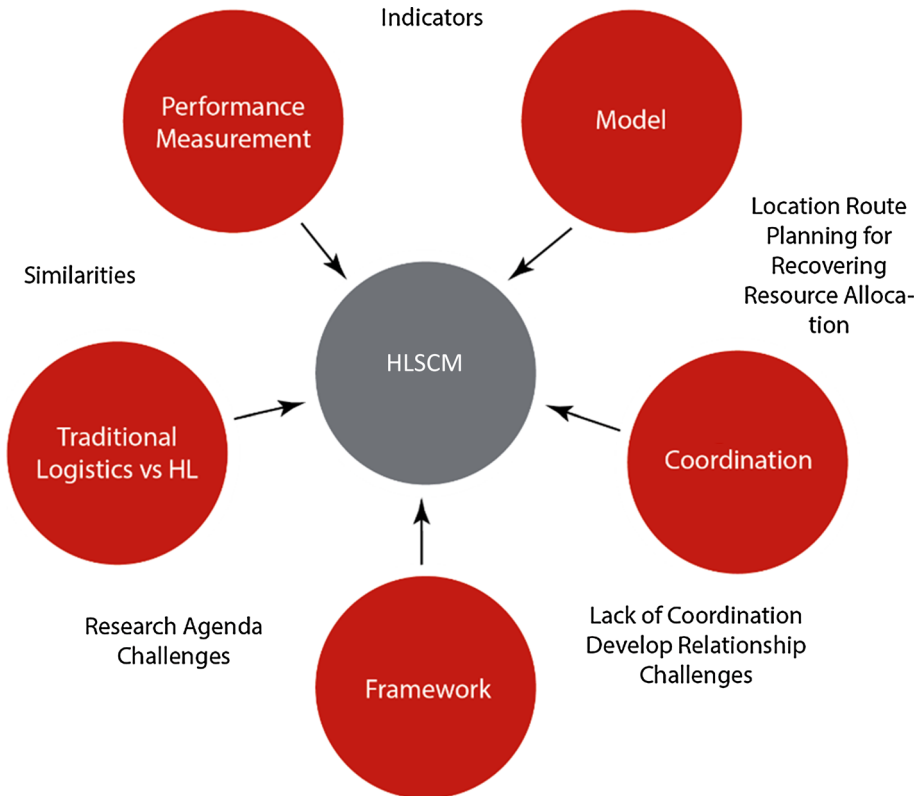 Indicators
Performance
Measurement
Model
Location Route
Planning for
Recovering
Resource Alloca-
tion
Similarities
HLSCM
Traditional
Logistics vs HL
Coordination
Research Agenda
Challenges
Lack of Coordination
Develop Relationship
Challenges
Framework